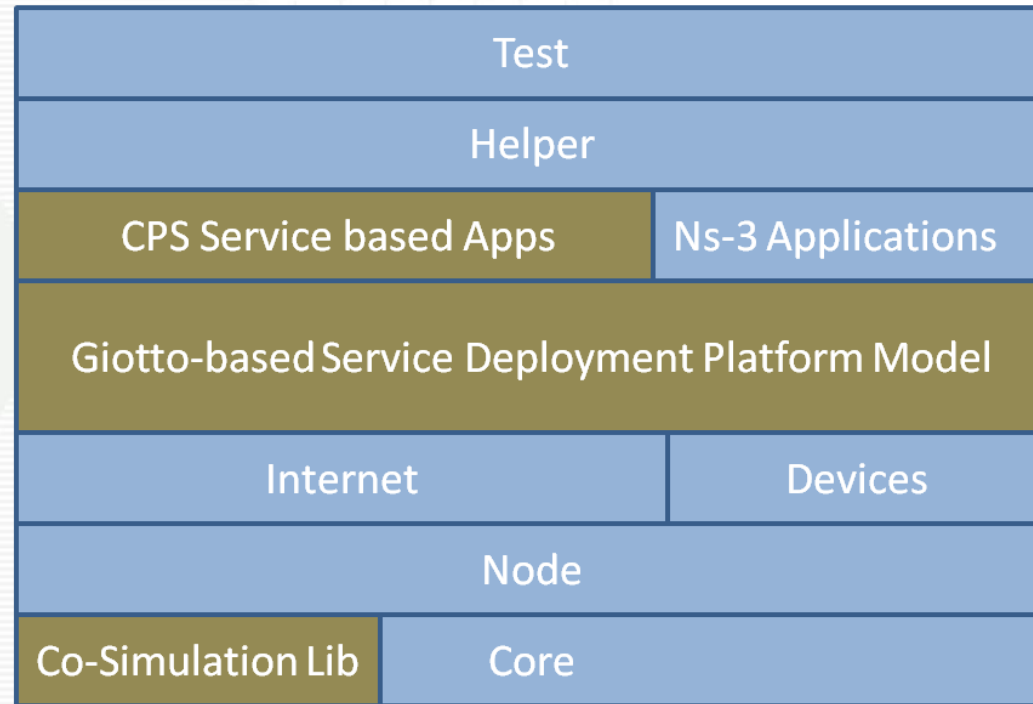 Test
Helper
CPS Service based Apps
Ns-3 Applications
Giotto-based Service Deployment Platform Model
Internet
Devices
Node
Co-Simulation Lib
Core